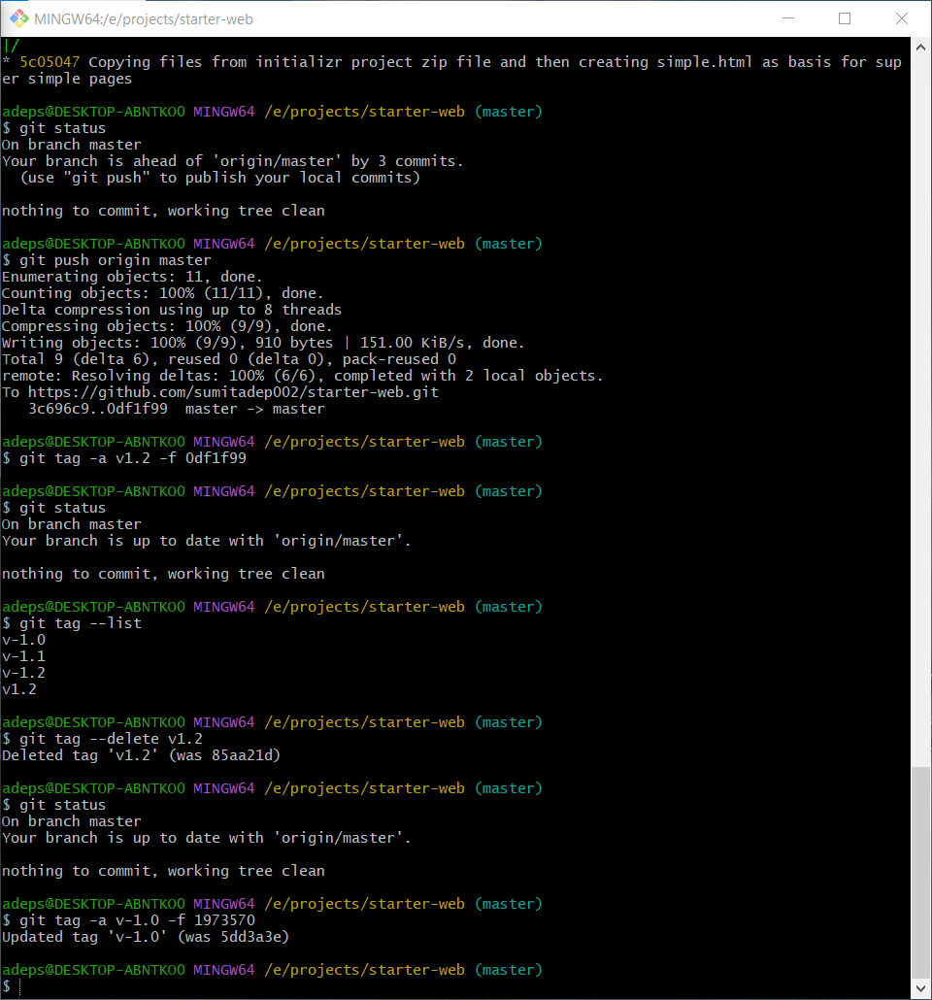 MINGW64:/e/projects/starter-web
|/
* 5c05047 Copying files from initializr project zip file and then creating simple.html as basis for sup
er simple pages
adeps@DESKTOP-ABNTKO0 MINGW64 /e/projects/starter-web (master)
$ git status
On branch master
Your branch is ahead of 'origin/master' by 3 commits.
  (use "git push" to publish your local commits)
nothing to commit, working tree clean
adeps@DESKTOP-ABNTKO0 MINGW64 /e/projects/starter-web (master)
$ git push origin master
Enumerating objects: 11, done.
Counting objects: 100% (11/11), done.
Delta compression using up to 8 threads
Compressing objects: 100% (9/9), done.
Writing objects: 100% (9/9), 910 bytes | 151.00 KiB/s, done.
Total 9 (delta 6), reused 0 (delta 0), pack-reused 0
remote: Resolving deltas: 100% (6/6), completed with 2 local objects.
To https://github.com/sumitadep002/starter-web.git
   3c696c9..0df1f99  master -> master
adeps@DESKTOP-ABNTKO0 MINGW64 /e/projects/starter-web (master)
$ git tag -a v1.2 -f 0df1f99
adeps@DESKTOP-ABNTKO0 MINGW64 /e/projects/starter-web (master)
$ git status
On branch master
Your branch is up to date with 'origin/master'.
nothing to commit, working tree clean
adeps@DESKTOP-ABNTKO0 MINGW64 /e/projects/starter-web (master)
$ git tag --list
v-1.0
v-1.1
v-1.2
v1.2
adeps@DESKTOP-ABNTKO0 MINGW64 /e/projects/starter-web (master)
$ git tag --delete v1.2
Deleted tag 'v1.2' (was 85aa21d)
adeps@DESKTOP-ABNTKO0 MINGW64 /e/projects/starter-web (master)
$ git status
On branch master
Your branch is up to date with 'origin/master'.
nothing to commit, working tree clean
adeps@DESKTOP-ABNTKO0 MINGW64 /e/projects/starter-web (master)
$ git tag -a v-1.0 -f 1973570
Updated tag 'v-1.0' (was 5dd3a3e)
adeps@DESKTOP-ABNTKO0 MINGW64 /e/projects/starter-web (master)
$